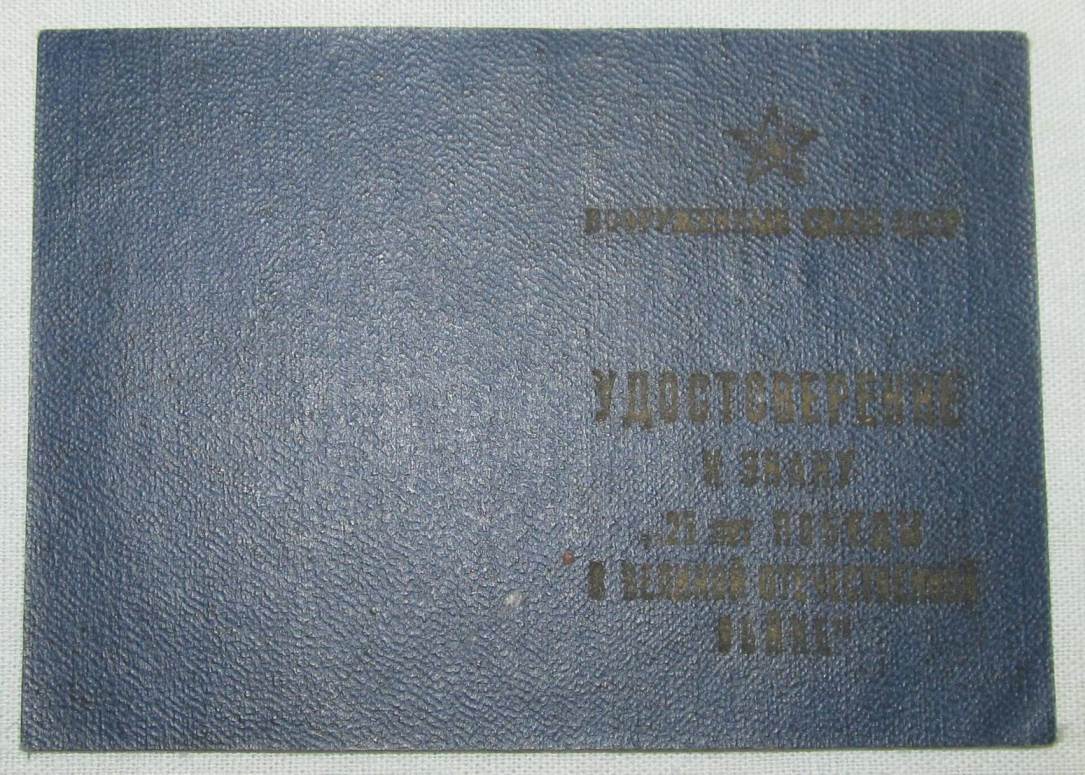 ВООРУЖЕННЫЕ СИЛЫ СССР
УДОСТОВЕРЕНИЕ
К ЗНАКУ
„25 лет ПОБЕДЫ
В ВЕЛИКОЙ ОТЕЧЕСТВЕННОЙ
ВОЙНЕ"